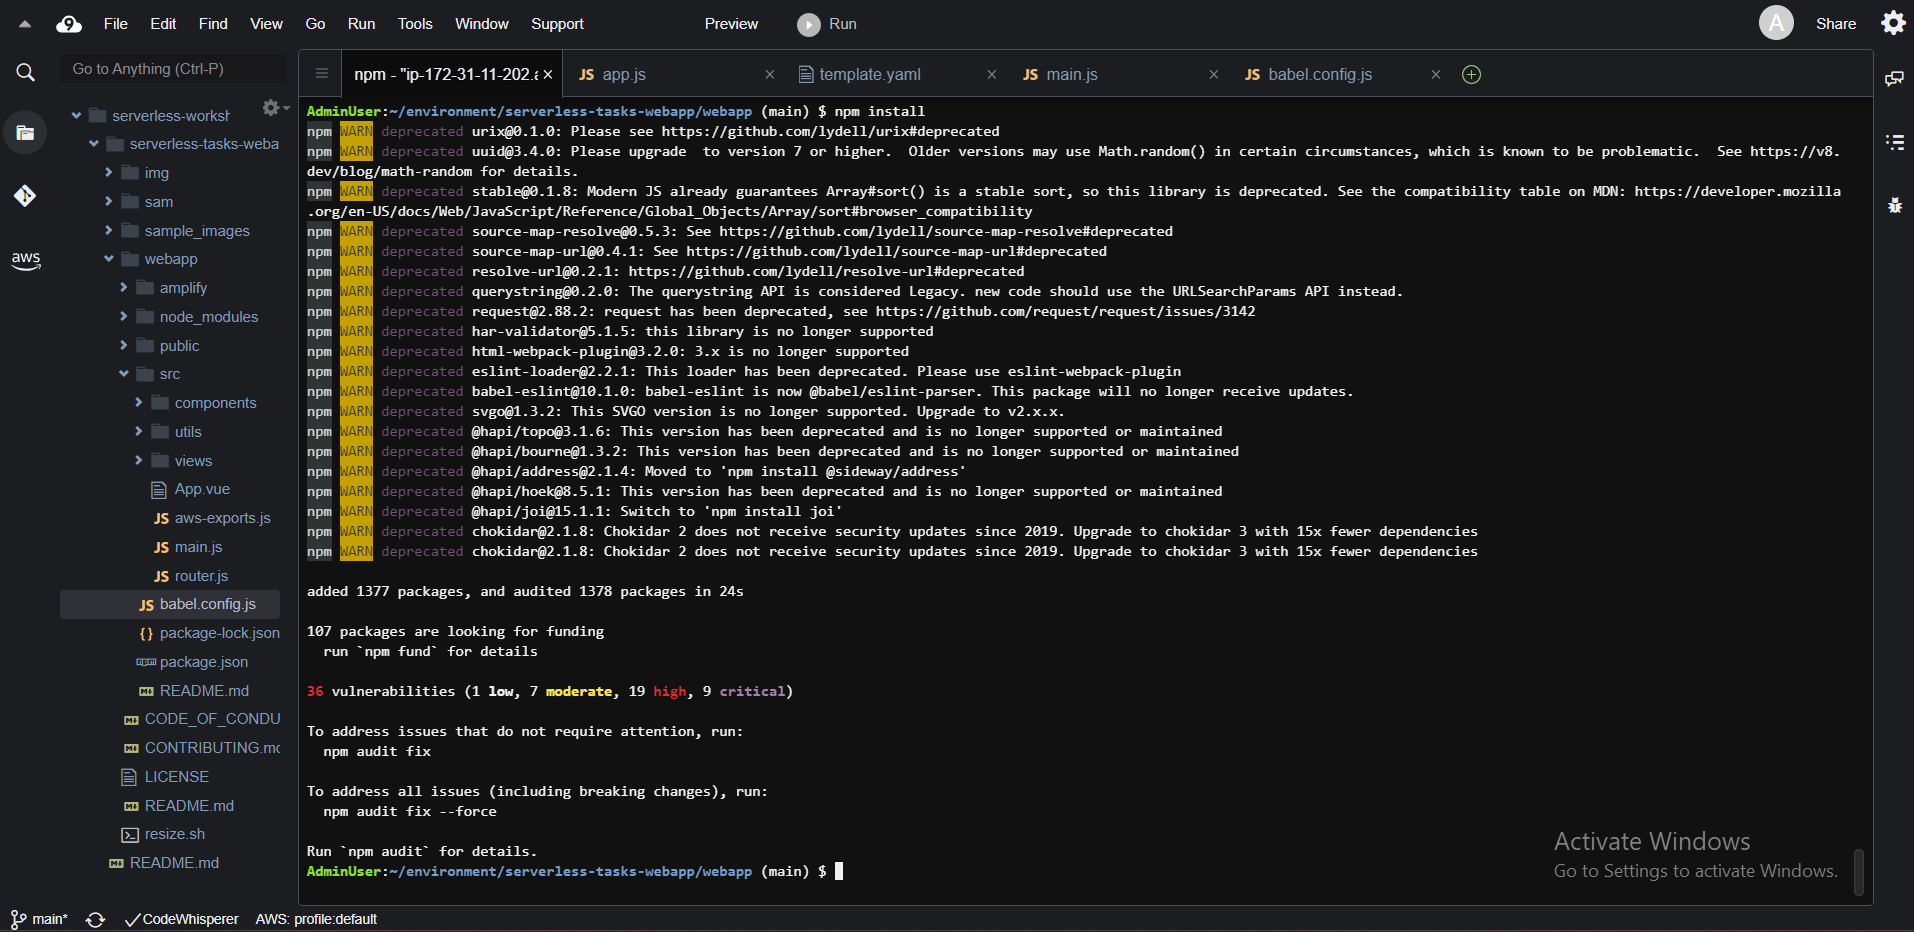 File Edit Find View Go Run Tools Window Support Preview Run A Share
Go to Anything (Ctrl-P)
npm - "ip-172-31-11-202.a × JS app.js × template.yaml × JS main.js × JS babel.config.js ×
aws
serverless-worksh
serverless-tasks-weba
img
sam
sample_images
webapp
amplify
node_modules
public
src
components
utils
views
App.vue
JS aws-exports.js
JS main.js
JS router.js
JS babel.config.js
{} package-lock.json
npm package.json
README.md
CODE_OF_CONDU
CONTRIBUTING.md
LICENSE
README.md
resize.sh
README.md
AdminUser:~/environment/serverless-tasks-webapp/webapp (main) $ npm install
npm WARN deprecated urix@0.1.0: Please see https://github.com/lydell/urix#deprecated
npm WARN deprecated uuid@3.4.0: Please upgrade  to version 7 or higher.  Older versions may use Math.random() in certain circumstances, which is known to be problematic.  See https://v8.
dev/blog/math-random for details.
npm WARN deprecated stable@0.1.8: Modern JS already guarantees Array#sort() is a stable sort, so this library is deprecated. See the compatibility table on MDN: https://developer.mozilla
.org/en-US/docs/Web/JavaScript/Reference/Global_Objects/Array/sort#browser_compatibility
npm WARN deprecated source-map-resolve@0.5.3: See https://github.com/lydell/source-map-resolve#deprecated
npm WARN deprecated source-map-url@0.4.1: See https://github.com/lydell/source-map-url#deprecated
npm WARN deprecated resolve-url@0.2.1: https://github.com/lydell/resolve-url#deprecated
npm WARN deprecated querystring@0.2.0: The querystring API is considered Legacy. new code should use the URLSearchParams API instead.
npm WARN deprecated request@2.88.2: request has been deprecated, see https://github.com/request/request/issues/3142
npm WARN deprecated har-validator@5.1.5: this library is no longer supported
npm WARN deprecated html-webpack-plugin@3.2.0: 3.x is no longer supported
npm WARN deprecated eslint-loader@2.2.1: This loader has been deprecated. Please use eslint-webpack-plugin
npm WARN deprecated babel-eslint@10.1.0: babel-eslint is now @babel/eslint-parser. This package will no longer receive updates.
npm WARN deprecated svgo@1.3.2: This SVGO version is no longer supported. Upgrade to v2.x.x.
npm WARN deprecated @hapi/topo@3.1.6: This version has been deprecated and is no longer supported or maintained
npm WARN deprecated @hapi/bourne@1.3.2: This version has been deprecated and is no longer supported or maintained
npm WARN deprecated @hapi/address@2.1.4: Moved to 'npm install @sideway/address'
npm WARN deprecated @hapi/hoek@8.5.1: This version has been deprecated and is no longer supported or maintained
npm WARN deprecated @hapi/joi@15.1.1: Switch to 'npm install joi'
npm WARN deprecated chokidar@2.1.8: Chokidar 2 does not receive security updates since 2019. Upgrade to chokidar 3 with 15x fewer dependencies
npm WARN deprecated chokidar@2.1.8: Chokidar 2 does not receive security updates since 2019. Upgrade to chokidar 3 with 15x fewer dependencies
added 1377 packages, and audited 1378 packages in 24s
107 packages are looking for funding
run `npm fund` for details
36 vulnerabilities (1 low, 7 moderate, 19 high, 9 critical)
To address issues that do not require attention, run:
npm audit fix
To address all issues (including breaking changes), run:
npm audit fix --force
Run `npm audit` for details.
AdminUser:~/environment/serverless-tasks-webapp/webapp (main) $
Activate Windows
Go to Settings to activate Windows.
main* CodeWhisperer AWS: profile:default